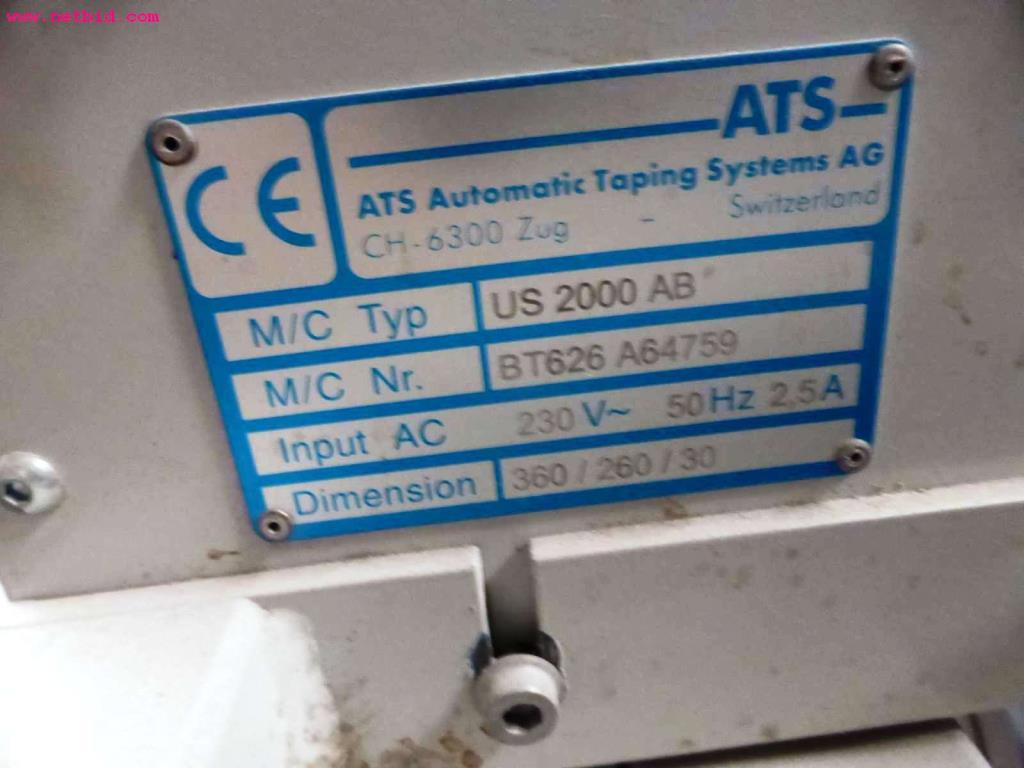 www.netbid.com
CE
ATS
ATS Automatic Taping Systems AG
CH-6300 Zug - Switzerland
M/C Typ US 2000 AB
M/C Nr. BT626 A64759
Input AC 230 V~ 50 Hz 2,5 A
Dimension 360 / 260 / 30